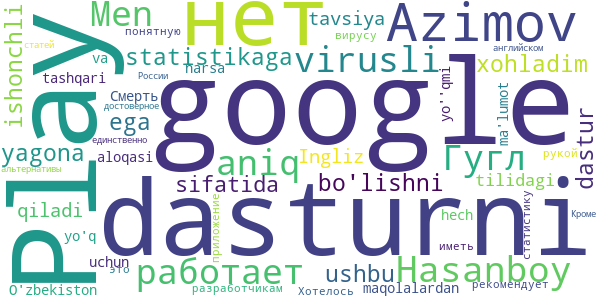 Men нет Azimov
tavsiya
понятную вирусу английском
статей
ishonchli Play statistikaga virusli xohladim
va narsa
tashqari России google yo''qmi
Смерть достоверное ega ma'lumot dastur
единственно
yagona aloqasi aniq Ingliz Гугл рукой
альтернативы
sifatida bo'lishni tilidagi
qiladi dasturni hech Кроме
yo'q приложение статистику
uchun это работает ushbu Hasanboy иметь
O'zbekiston разработчикам Хотелось maqolalardan рекомендует